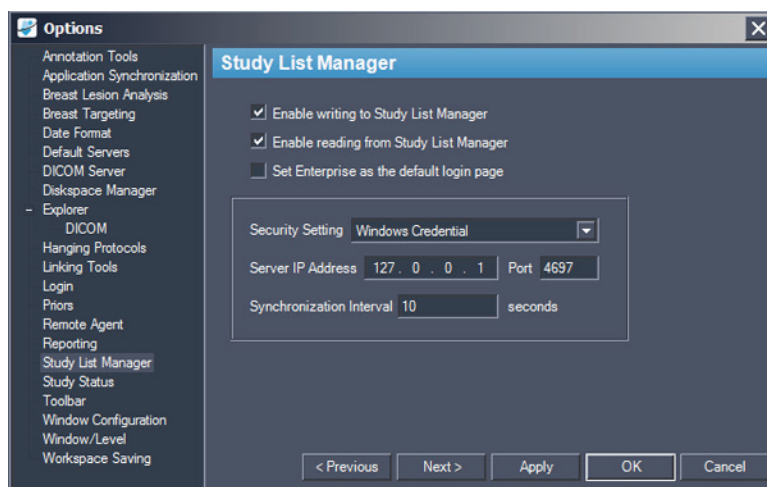 Options
Annotation Tools
Application Synchronization
Breast Lesion Analysis
Breast Targeting
Date Format
Default Servers
DICOM Server
Diskspace Manager
Explorer
DICOM
Hanging Protocols
Linking Tools
Login
Priors
Remote Agent
Reporting
Study List Manager
Study Status
Toolbar
Window Configuration
Window/Level
Workspace Saving
Study List Manager
Enable writing to Study List Manager
Enable reading from Study List Manager
Set Enterprise as the default login page
Security Setting Windows Credential
Server IP Address 127 . 0 . 0 . 1 Port 4697
Synchronization Interval 10 seconds
< Previous Next > Apply OK Cancel